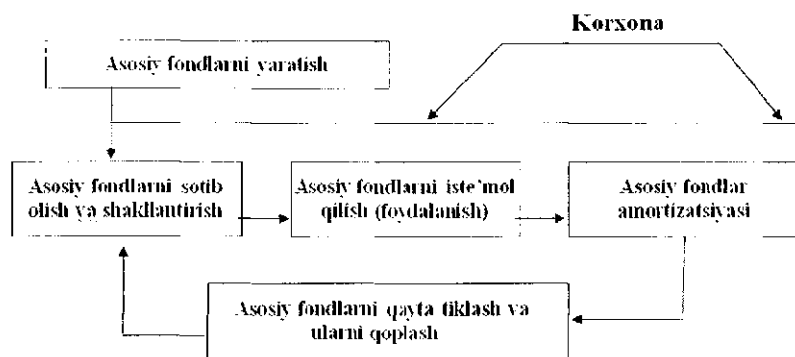 Korxona
Asosiy fondlarni yaratish
Asosiy fondlarni sotib
olish va shakllantirish
Asosiy fondlarni iste'mol
qilish (foydalanish)
Asosiy fondlar
amortizatsiyasi
Asosiy fondlarni qayta tiklash va
ularni qoplash